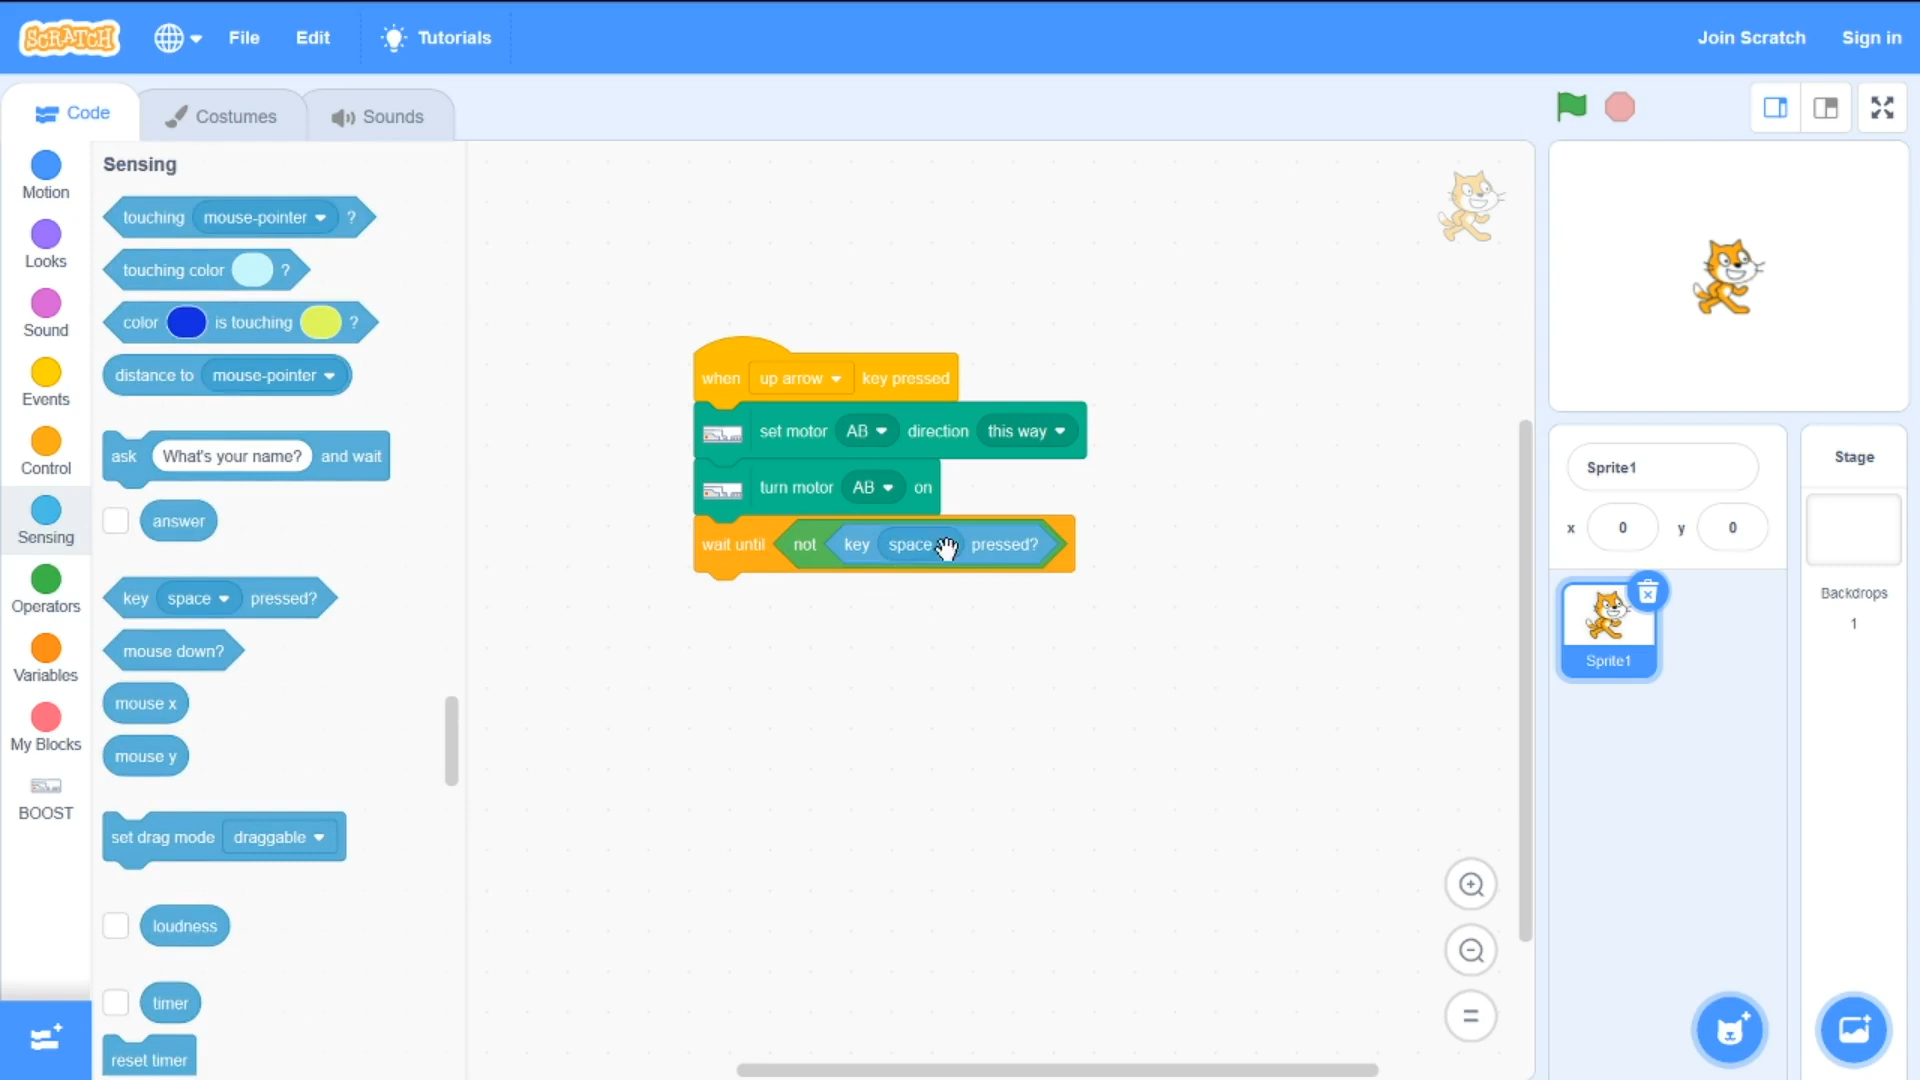 SCRATCH
File
Edit
Tutorials
Join Scratch
Sign in
Code
Costumes
Sounds
Motion
Looks
Sound
Events
Control
Sensing
Operators
Variables
My Blocks
BOOST
Sensing
touching mouse-pointer ?
touching color ?
color is touching ?
distance to mouse-pointer
ask What's your name? and wait
answer
key space pressed?
mouse down?
mouse x
mouse y
set drag mode draggable
loudness
timer
reset timer
when up arrow key pressed
set motor AB direction this way
turn motor AB on
wait until not key space pressed?
Sprite1
x 0 y 0
Sprite1
Stage
Backdrops
1